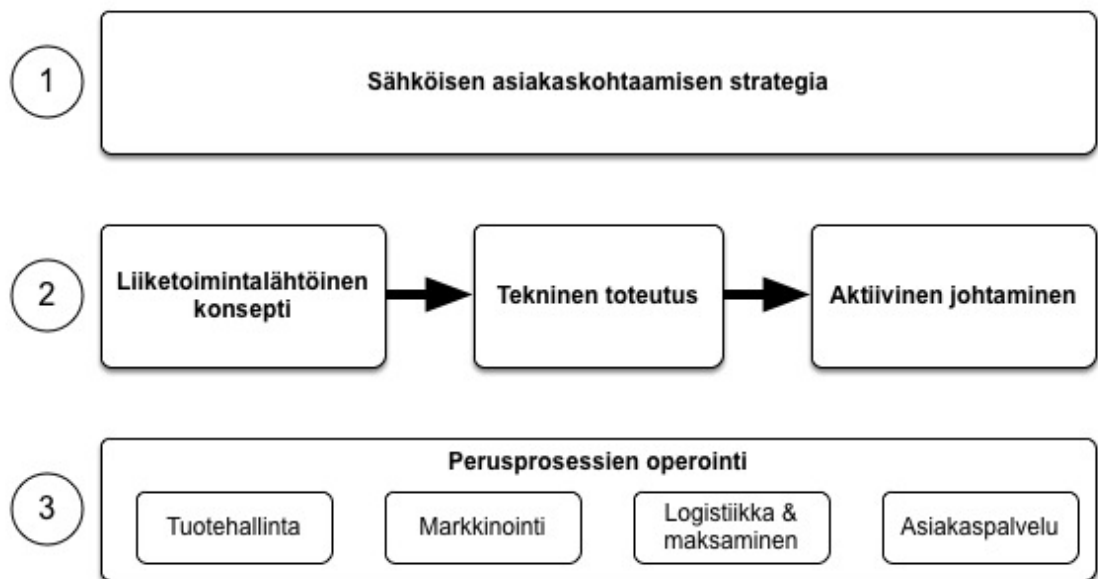 1
Sähköisen asiakaskohtaamisen strategia
2
Liiketoimintalähtöinen
konsepti
Tekninen toteutus
Aktiivinen johtaminen
3
Perusprosessien operointi
Tuotehallinta
Markkinointi
Logistiikka &
maksaminen
Asiakaspalvelu